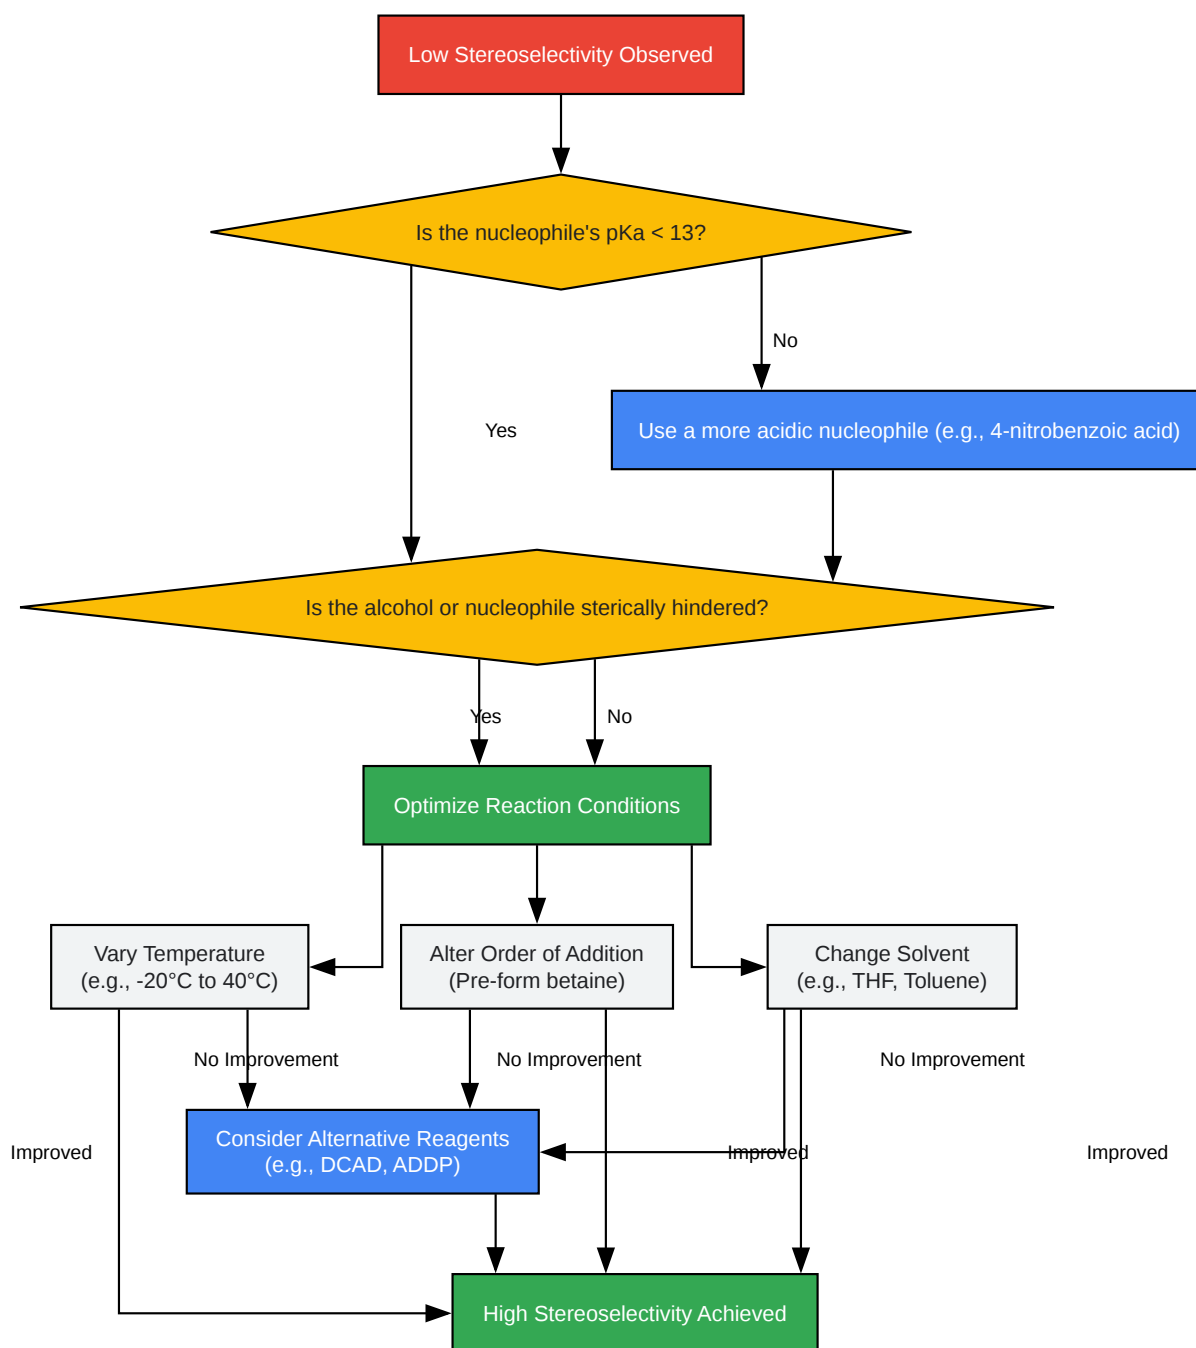 Low Stereoselectivity Observed
Is the nucleophile's pKa < 13?
No
Yes
Use a more acidic nucleophile (e.g., 4-nitrobenzoic acid)
Is the alcohol or nucleophile sterically hindered?
Yes
No
Optimize Reaction Conditions
Vary Temperature
(e.g., -20°C to 40°C)
Alter Order of Addition
(Pre-form betaine)
Change Solvent
(e.g., THF, Toluene)
No Improvement
No Improvement
No Improvement
Improved
Consider Alternative Reagents
(e.g., DCAD, ADDP)
Improved
Improved
High Stereoselectivity Achieved